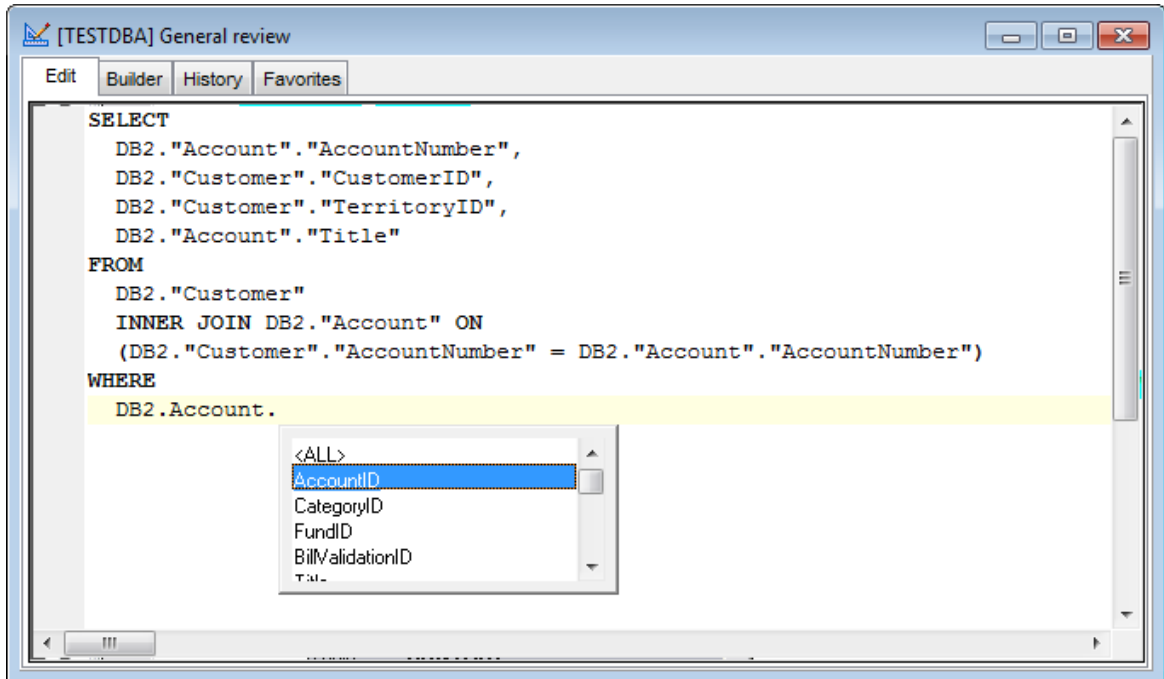 [TESTDBA] General review
Edit Builder History Favorites
SELECT
DB2."Account"."AccountNumber",
DB2."Customer"."CustomerID",
DB2."Customer"."TerritoryID",
DB2."Account"."Title"
FROM
DB2."Customer"
INNER JOIN DB2."Account" ON
(DB2."Customer"."AccountNumber" = DB2."Account"."AccountNumber")
WHERE
DB2.Account.
<ALL>
AccountID
CategoryID
FundID
BillValidationID
Title